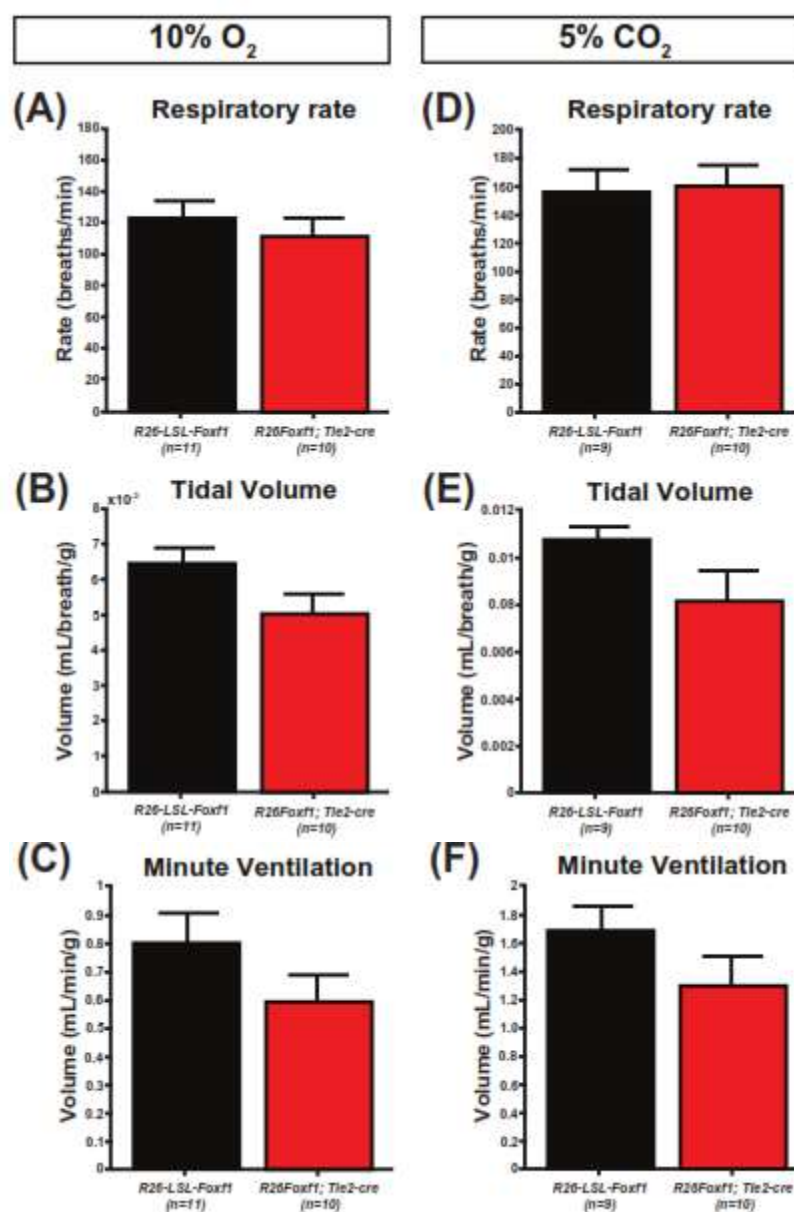 10% O2
5% CO2
(A)
Respiratory rate
Rate (breaths/min)
180
160
140
120
100
80
60
40
20
0
R26-LSL-Foxf1
(n=11)
R26Foxf1; Tie2-cre
(n=10)
(D)
Respiratory rate
Rate (breaths/min)
200
180
160
140
120
100
80
60
40
20
0
R26-LSL-Foxf1
(n=9)
R26Foxf1; Tie2-cre
(n=10)
(B)
x10-3
Tidal Volume
Volume (mL/breath/g)
8
7
6
5
4
3
2
1
0
R26-LSL-Foxf1
(n=11)
R26Foxf1; Tie2-cre
(n=10)
(E)
Tidal Volume
Volume (mL/breath/g)
0.012
0.01
0.08
0.006
0.004
0.002
0
R26-LSL-Foxf1
(n=9)
R26Foxf1; Tie2-cre
(n=10)
(C)
Minute Ventilation
Volume (mL/min/g)
1
0.9
0.8
0.7
0.6
0.5
0.4
0.3
0.2
0.1
0
R26-LSL-Foxf1
(n=11)
R26Foxf1; Tie2-cre
(n=10)
(F)
Minute Ventilation
Volume (mL/min/g)
2
1.8
1.6
1.4
1.2
1
0.8
0.6
0.4
0.2
0
R26-LSL-Foxf1
(n=9)
R26Foxf1; Tie2-cre
(n=10)